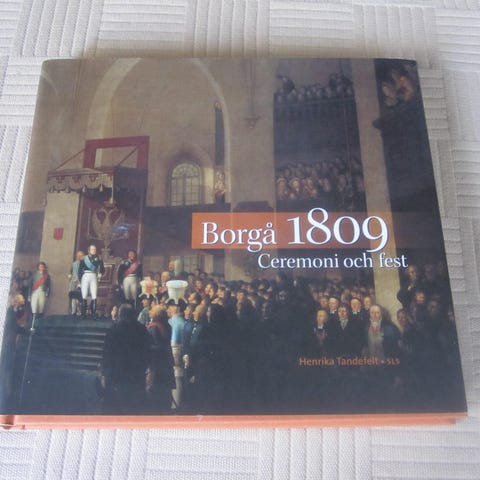 Borgå 1809
Ceremoni och fest
Henrika Tandefelt • SLS